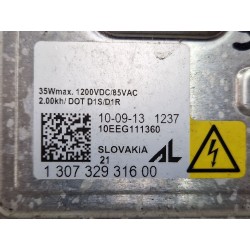 35Wmax. 1200VDC/85VAC
2.00kh/ DOT D1S/D1R
10-09-13 1237
10EEG111360
SLOVAKIA AL
21
1 307 329 316 00